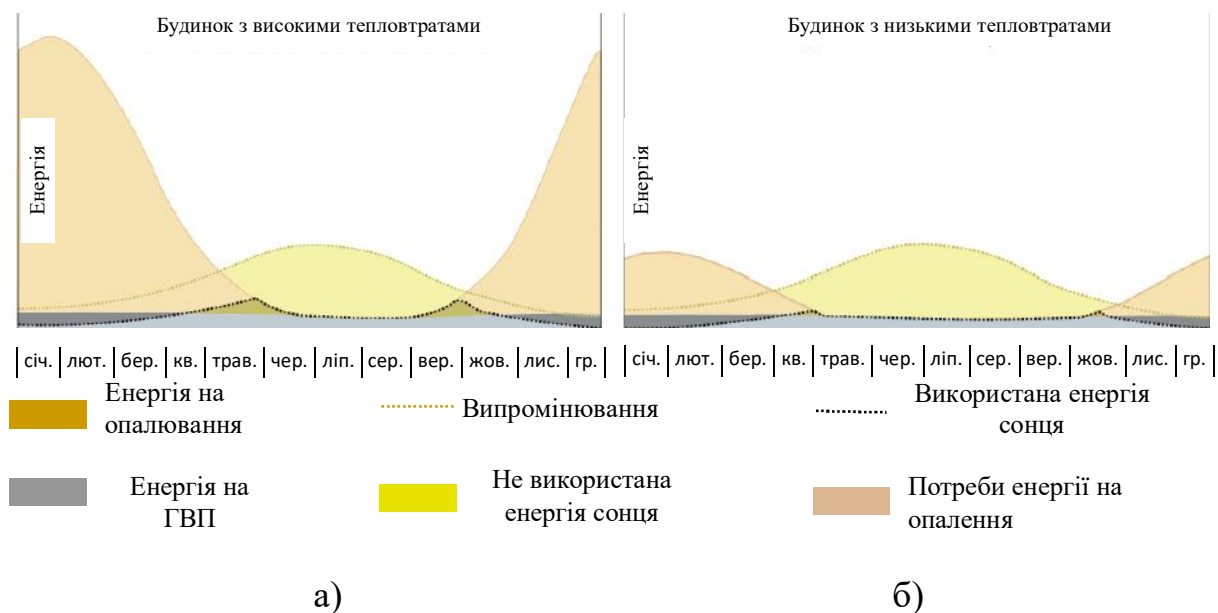 Будинок з високими тепловтратами
Будинок з низькими тепловтратами
Енергія
Енергія
січ. лют. бер. кв. трав. чер. ліп. сер. вер. жов. лис. гр.
січ. лют. бер. кв. трав. чер. ліп. сер. вер. жов. лис. гр.
Енергія на
опалювання
Випромінювання
Використана енергія
сонця
Енергія на
ГВП
Не використана
енергія сонця
Потреби енергії на
опалення
а)
б)